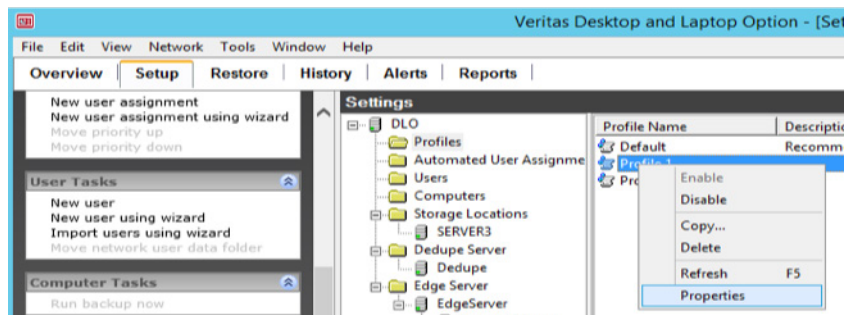 Veritas Desktop and Laptop Option - [Set
File Edit View Network Tools Window Help
Overview Setup Restore History Alerts Reports
New user assignment
New user assignment using wizard
Move priority up
Move priority down
User Tasks
New user
New user using wizard
Import users using wizard
Move network user data folder
Computer Tasks
Run backup now
Settings
DLO
Profiles
Automated User Assignme
Users
Computers
Storage Locations
SERVER3
Dedupe Server
Dedupe
Edge Server
EdgeServer
Profile Name Descriptio
Default Recomm
Profile 1
Pro
Enable
Disable
Copy...
Delete
Refresh F5
Properties